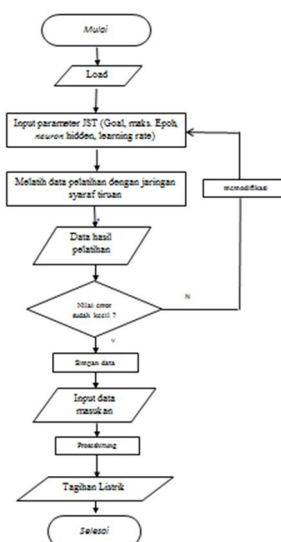 Mulai
Load
Input parameter JST (Goal, maks. Epoh,
neuron hidden, learning rate)
Melatih data pelatihan dengan jaringan
syaraf tiruan
memodifikasi
Data hasil
pelatihan
Nilai error
sudah kecil ?
N
Simpan data
Input data
masukan
Tagihan Listrik
Selesai